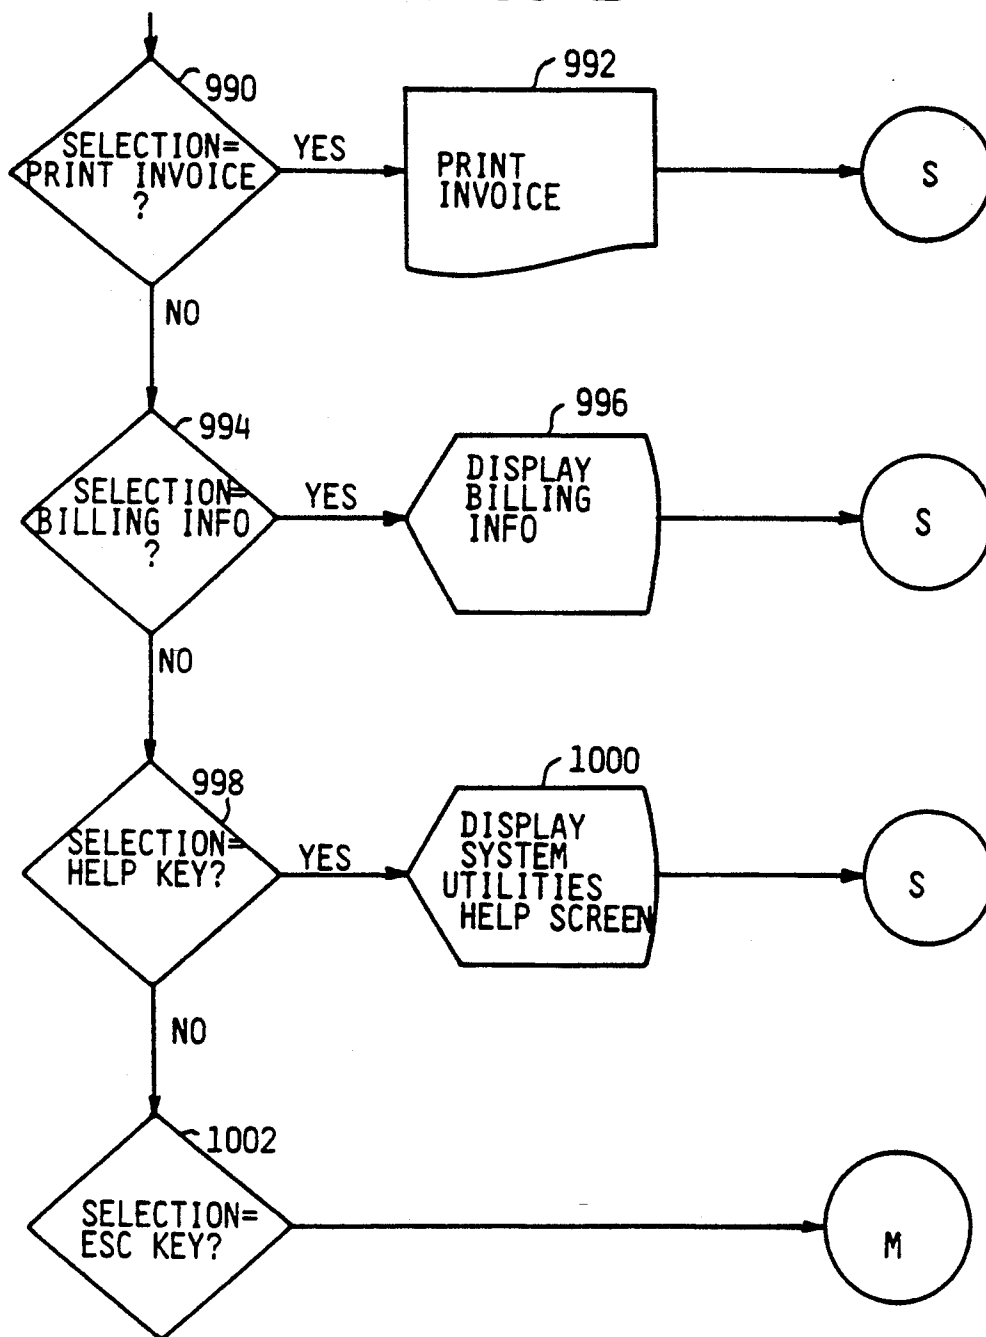 990
SELECTION=
PRINT INVOICE
?
YES
992
PRINT
INVOICE
S
NO
994
SELECTION=
BILLING INFO
?
YES
996
DISPLAY
BILLING
INFO
S
NO
998
SELECTION=
HELP KEY?
YES
1000
DISPLAY
SYSTEM
UTILITIES
HELP SCREEN
S
NO
1002
SELECTION=
ESC KEY?
M